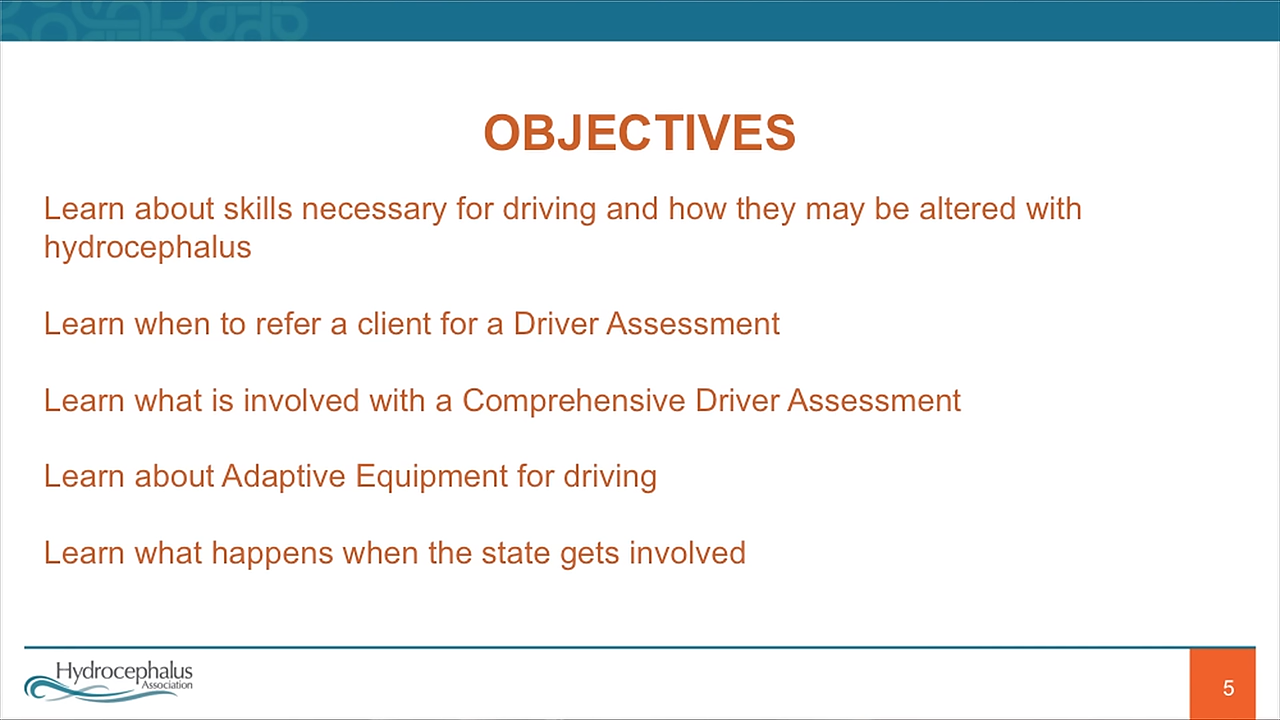 OBJECTIVES
Learn about skills necessary for driving and how they may be altered with
hydrocephalus
Learn when to refer a client for a Driver Assessment
Learn what is involved with a Comprehensive Driver Assessment
Learn about Adaptive Equipment for driving
Learn what happens when the state gets involved
Hydrocephalus
Association
5